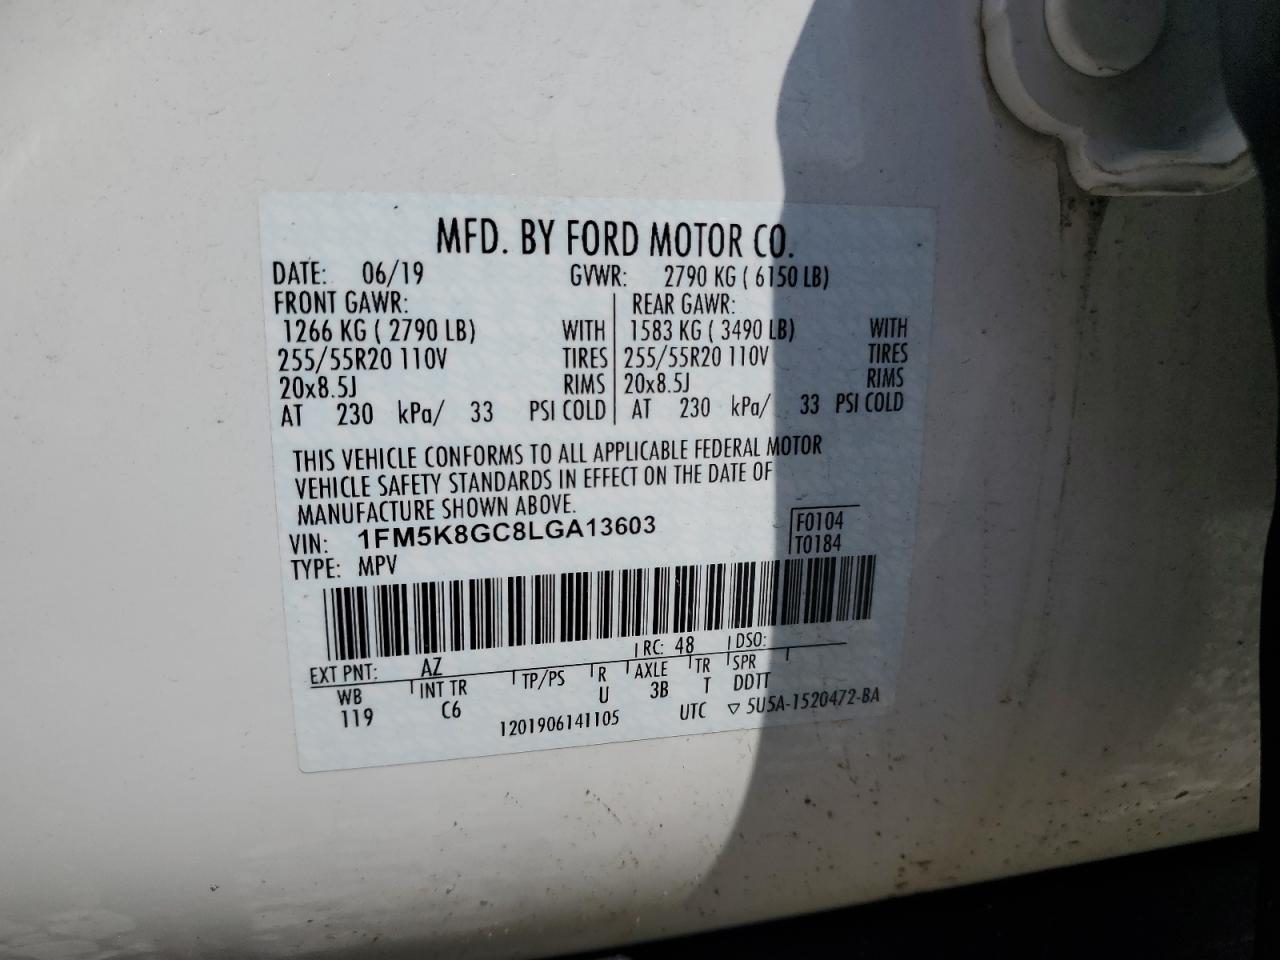 MFD. BY FORD MOTOR CO.
DATE: 06/19 GVWR: 2790 KG ( 6150 LB)
FRONT GAWR: REAR GAWR:
1266 KG ( 2790 LB) WITH 1583 KG ( 3490 LB) WITH
255/55R20 110V TIRES 255/55R20 110V TIRES
20x8.5J RIMS 20x8.5J RIMS
AT 230 kPa/ 33 PSI COLD AT 230 kPa/ 33 PSI COLD
THIS VEHICLE CONFORMS TO ALL APPLICABLE FEDERAL MOTOR
VEHICLE SAFETY STANDARDS IN EFFECT ON THE DATE OF
MANUFACTURE SHOWN ABOVE.
VIN: 1FM5K8GC8LGA13603 F0104
TYPE: MPV T0184
EXT PNT: AZ RC: 48 DSO:
WB INT TR TP/PS R AXLE TR SPR
119 C6 U 3B T DDTT
1201906141105 UTC ▽ 5U5A-1520472-BA